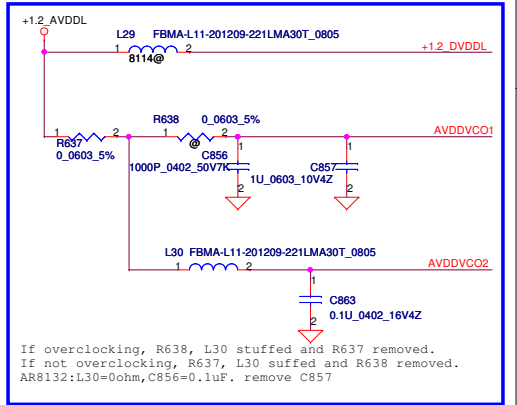 +1.2_AVDDL
L29 FBMA-L11-201209-221LMA30T_0805
1 2 +1.2_DVDDL
8114@
R638 0_0603_5%
1 2 1 2 AVDDVCO1
R637 @
0_0603_5%
1 1
C856 C857
1000P_0402_50V7K 1U_0603_10V4Z
2 2
L30 FBMA-L11-201209-221LMA30T_0805
1 2 AVDDVCO2
1
C863
0.1U_0402_16V4Z
2
If overclocking, R638, L30 stuffed and R637 removed.
If not overclocking, R637, L30 suffed and R638 removed.
AR8132:L30=0ohm,C856=0.1uF. remove C857